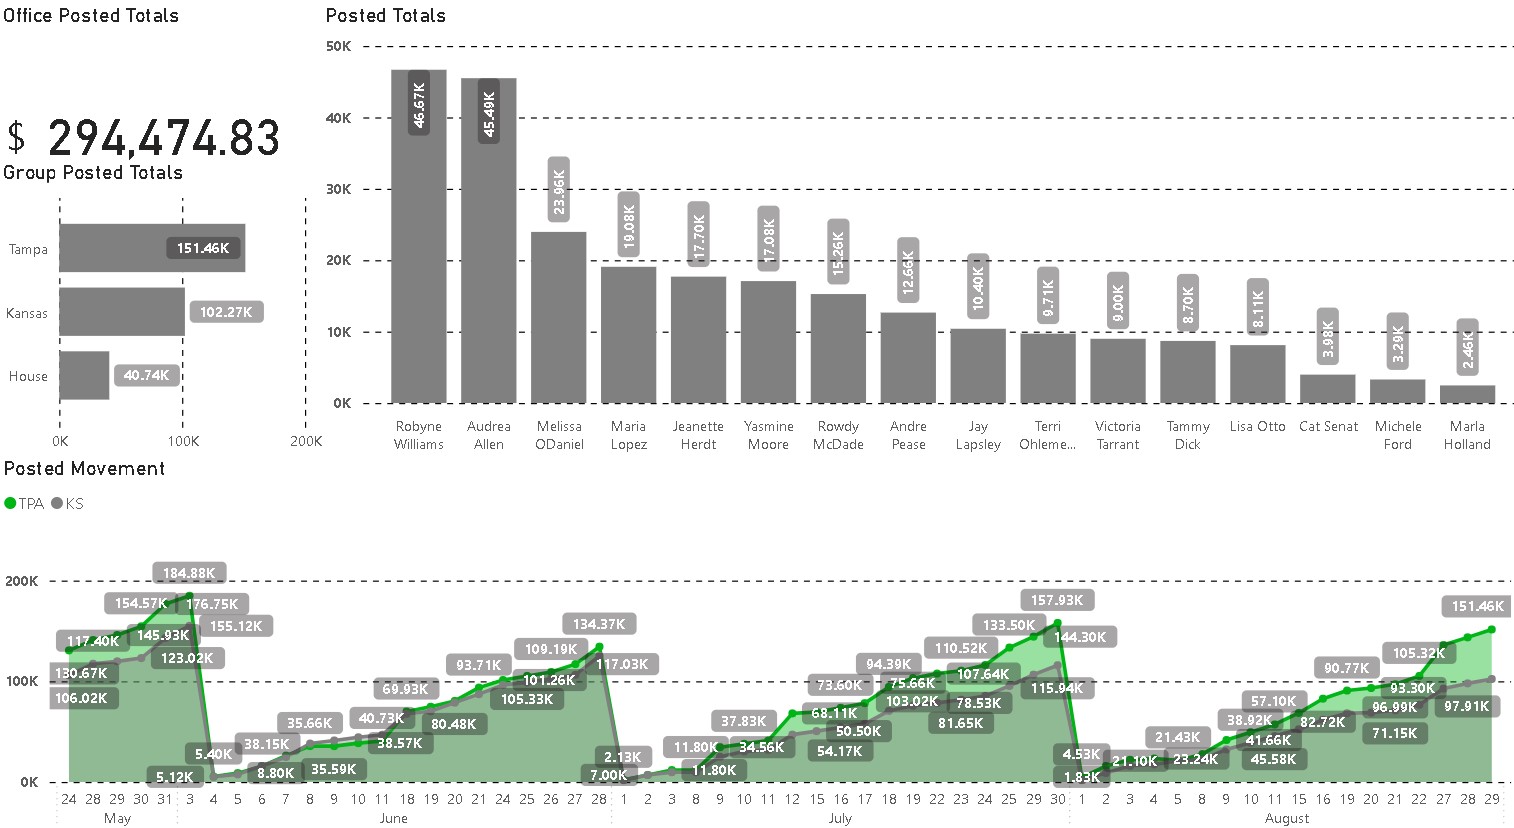 Office Posted Totals
$ 294,474.83
Group Posted Totals
Tampa
151.46K
Kansas
102.27K
House
40.74K
0K 100K 200K
Posted Totals
50K
40K
30K
20K
10K
0K
46.67K
45.49K
23.96K
19.08K
17.70K
17.08K
15.26K
12.66K
10.40K
9.71K
9.00K
8.70K
8.11K
3.98K
3.29K
2.46K
Robyne
Williams
Audrea
Allen
Melissa
ODaniel
Maria
Lopez
Jeanette
Herdt
Yasmine
Moore
Rowdy
McDade
Andre
Pease
Jay
Lapsley
Terri
Ohleme...
Victoria
Tarrant
Tammy
Dick
Lisa Otto
Cat Senat
Michele
Ford
Marla
Holland
Posted Movement
TPA KS
200K
100K
0K
117.40K
130.67K
106.02K
154.57K
145.93K
123.02K
184.88K
176.75K
155.12K
5.12K
5.40K
38.15K
8.80K
35.66K
35.59K
40.73K
38.57K
69.93K
80.48K
93.71K
105.33K
109.19K
101.26K
134.37K
117.03K
2.13K
7.00K
11.80K
11.80K
37.83K
34.56K
73.60K
68.11K
54.17K
50.50K
94.39K
75.66K
103.02K
110.52K
81.65K
107.64K
78.53K
133.50K
157.93K
144.30K
115.94K
4.53K
1.83K
21.10K
21.43K
23.24K
38.92K
41.66K
57.10K
45.58K
82.72K
90.77K
96.99K
71.15K
93.30K
105.32K
97.91K
151.46K
24 28 29 30 31 3 4 5 6 7 8 9 10 11 18 19 20 21 24 25 26 27 28 1 2 3 8 9 10 11 12 15 16 17 18 19 22 23 24 25 29 30 1 2 3 4 5 8 9 10 11 15 16 19 20 21 22 27 28 29
May June July August